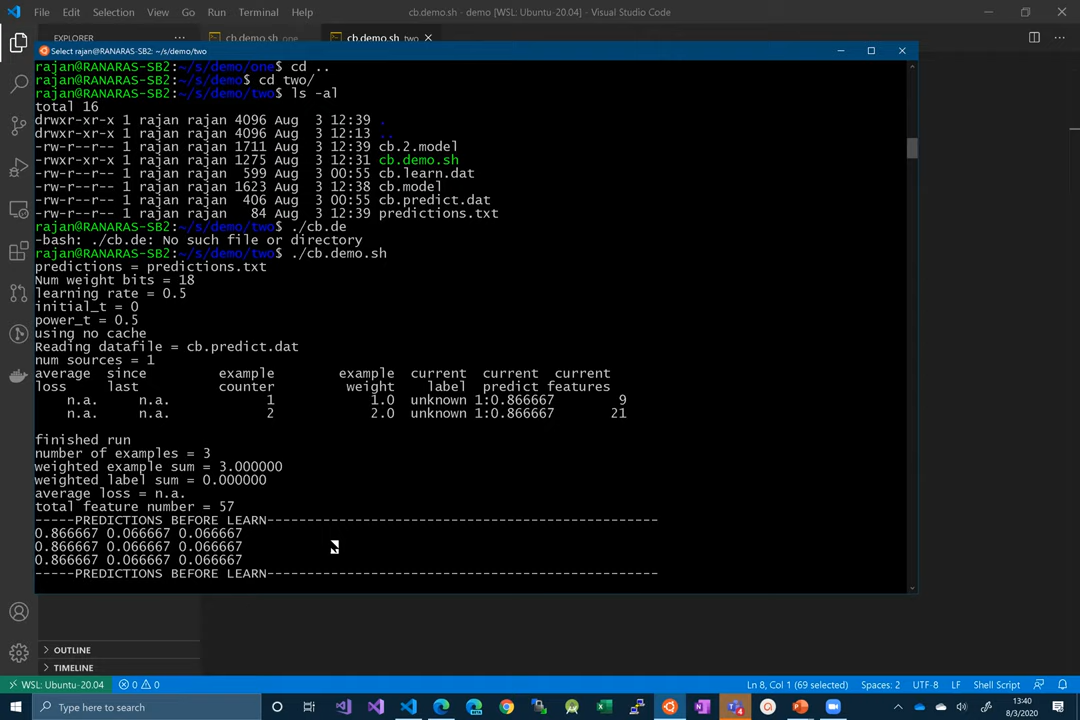 File Edit Selection View Go Run Terminal Help
cb.demo.sh - demo [WSL: Ubuntu-20.04] - Visual Studio Code
EXPLORER ···
cb.demo.sh one
cb.demo.sh two
Select rajan@RANARAS-SB2: ~/s/demo/two
rajan@RANARAS-SB2:~/s/demo/one$ cd ..
rajan@RANARAS-SB2:~/s/demo$ cd two/
rajan@RANARAS-SB2:~/s/demo/two$ ls -al
total 16
drwxr-xr-x 1 rajan rajan 4096 Aug  3 12:39 .
drwxr-xr-x 1 rajan rajan 4096 Aug  3 12:13 ..
-rw-r--r-- 1 rajan rajan 1711 Aug  3 12:39 cb.2.model
-rwxr-xr-x 1 rajan rajan 1275 Aug  3 12:31 cb.demo.sh
-rw-r--r-- 1 rajan rajan  599 Aug  3 00:55 cb.learn.dat
-rw-r--r-- 1 rajan rajan 1623 Aug  3 12:38 cb.model
-rw-r--r-- 1 rajan rajan  406 Aug  3 00:55 cb.predict.dat
-rw-r--r-- 1 rajan rajan   84 Aug  3 12:39 predictions.txt
rajan@RANARAS-SB2:~/s/demo/two$ ./cb.de
-bash: ./cb.de: No such file or directory
rajan@RANARAS-SB2:~/s/demo/two$ ./cb.demo.sh
predictions = predictions.txt
Num weight bits = 18
learning rate = 0.5
initial_t = 0
power_t = 0.5
using no cache
Reading datafile = cb.predict.dat
num sources = 1
average since example example current current current
loss last counter weight label predict features
n.a. n.a. 1 1.0 unknown 1:0.866667 9
n.a. n.a. 2 2.0 unknown 1:0.866667 21
finished run
number of examples = 3
weighted example sum = 3.000000
weighted label sum = 0.000000
average loss = n.a.
total feature number = 57
-----PREDICTIONS BEFORE LEARN--------------------------------------------------
0.866667 0.066667 0.066667
0.866667 0.066667 0.066667
0.866667 0.066667 0.066667
-----PREDICTIONS BEFORE LEARN--------------------------------------------------
OUTLINE
TIMELINE
WSL: Ubuntu-20.04 0 0
Ln 8, Col 1 (69 selected) Spaces: 2 UTF-8 LF Shell Script
Type here to search
13:40
8/3/2020